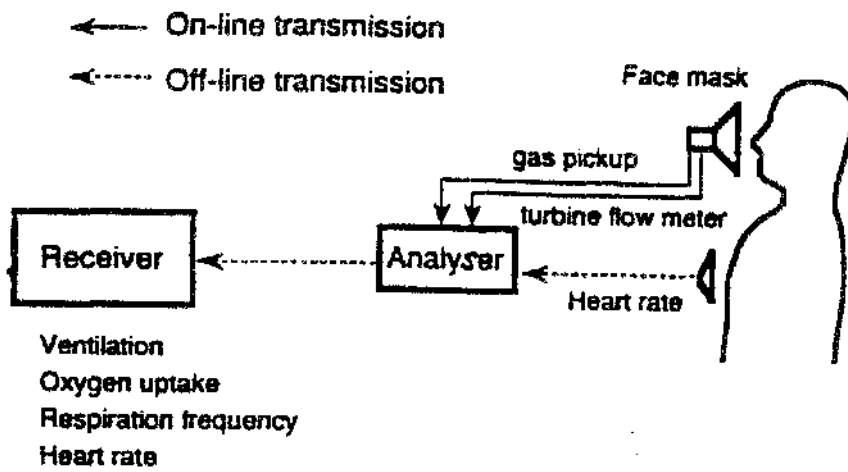 On-line transmission
Off-line transmission
Face mask
gas pickup
turbine flow meter
Receiver
Analyser
Heart rate
Ventilation
Oxygen uptake
Respiration frequency
Heart rate